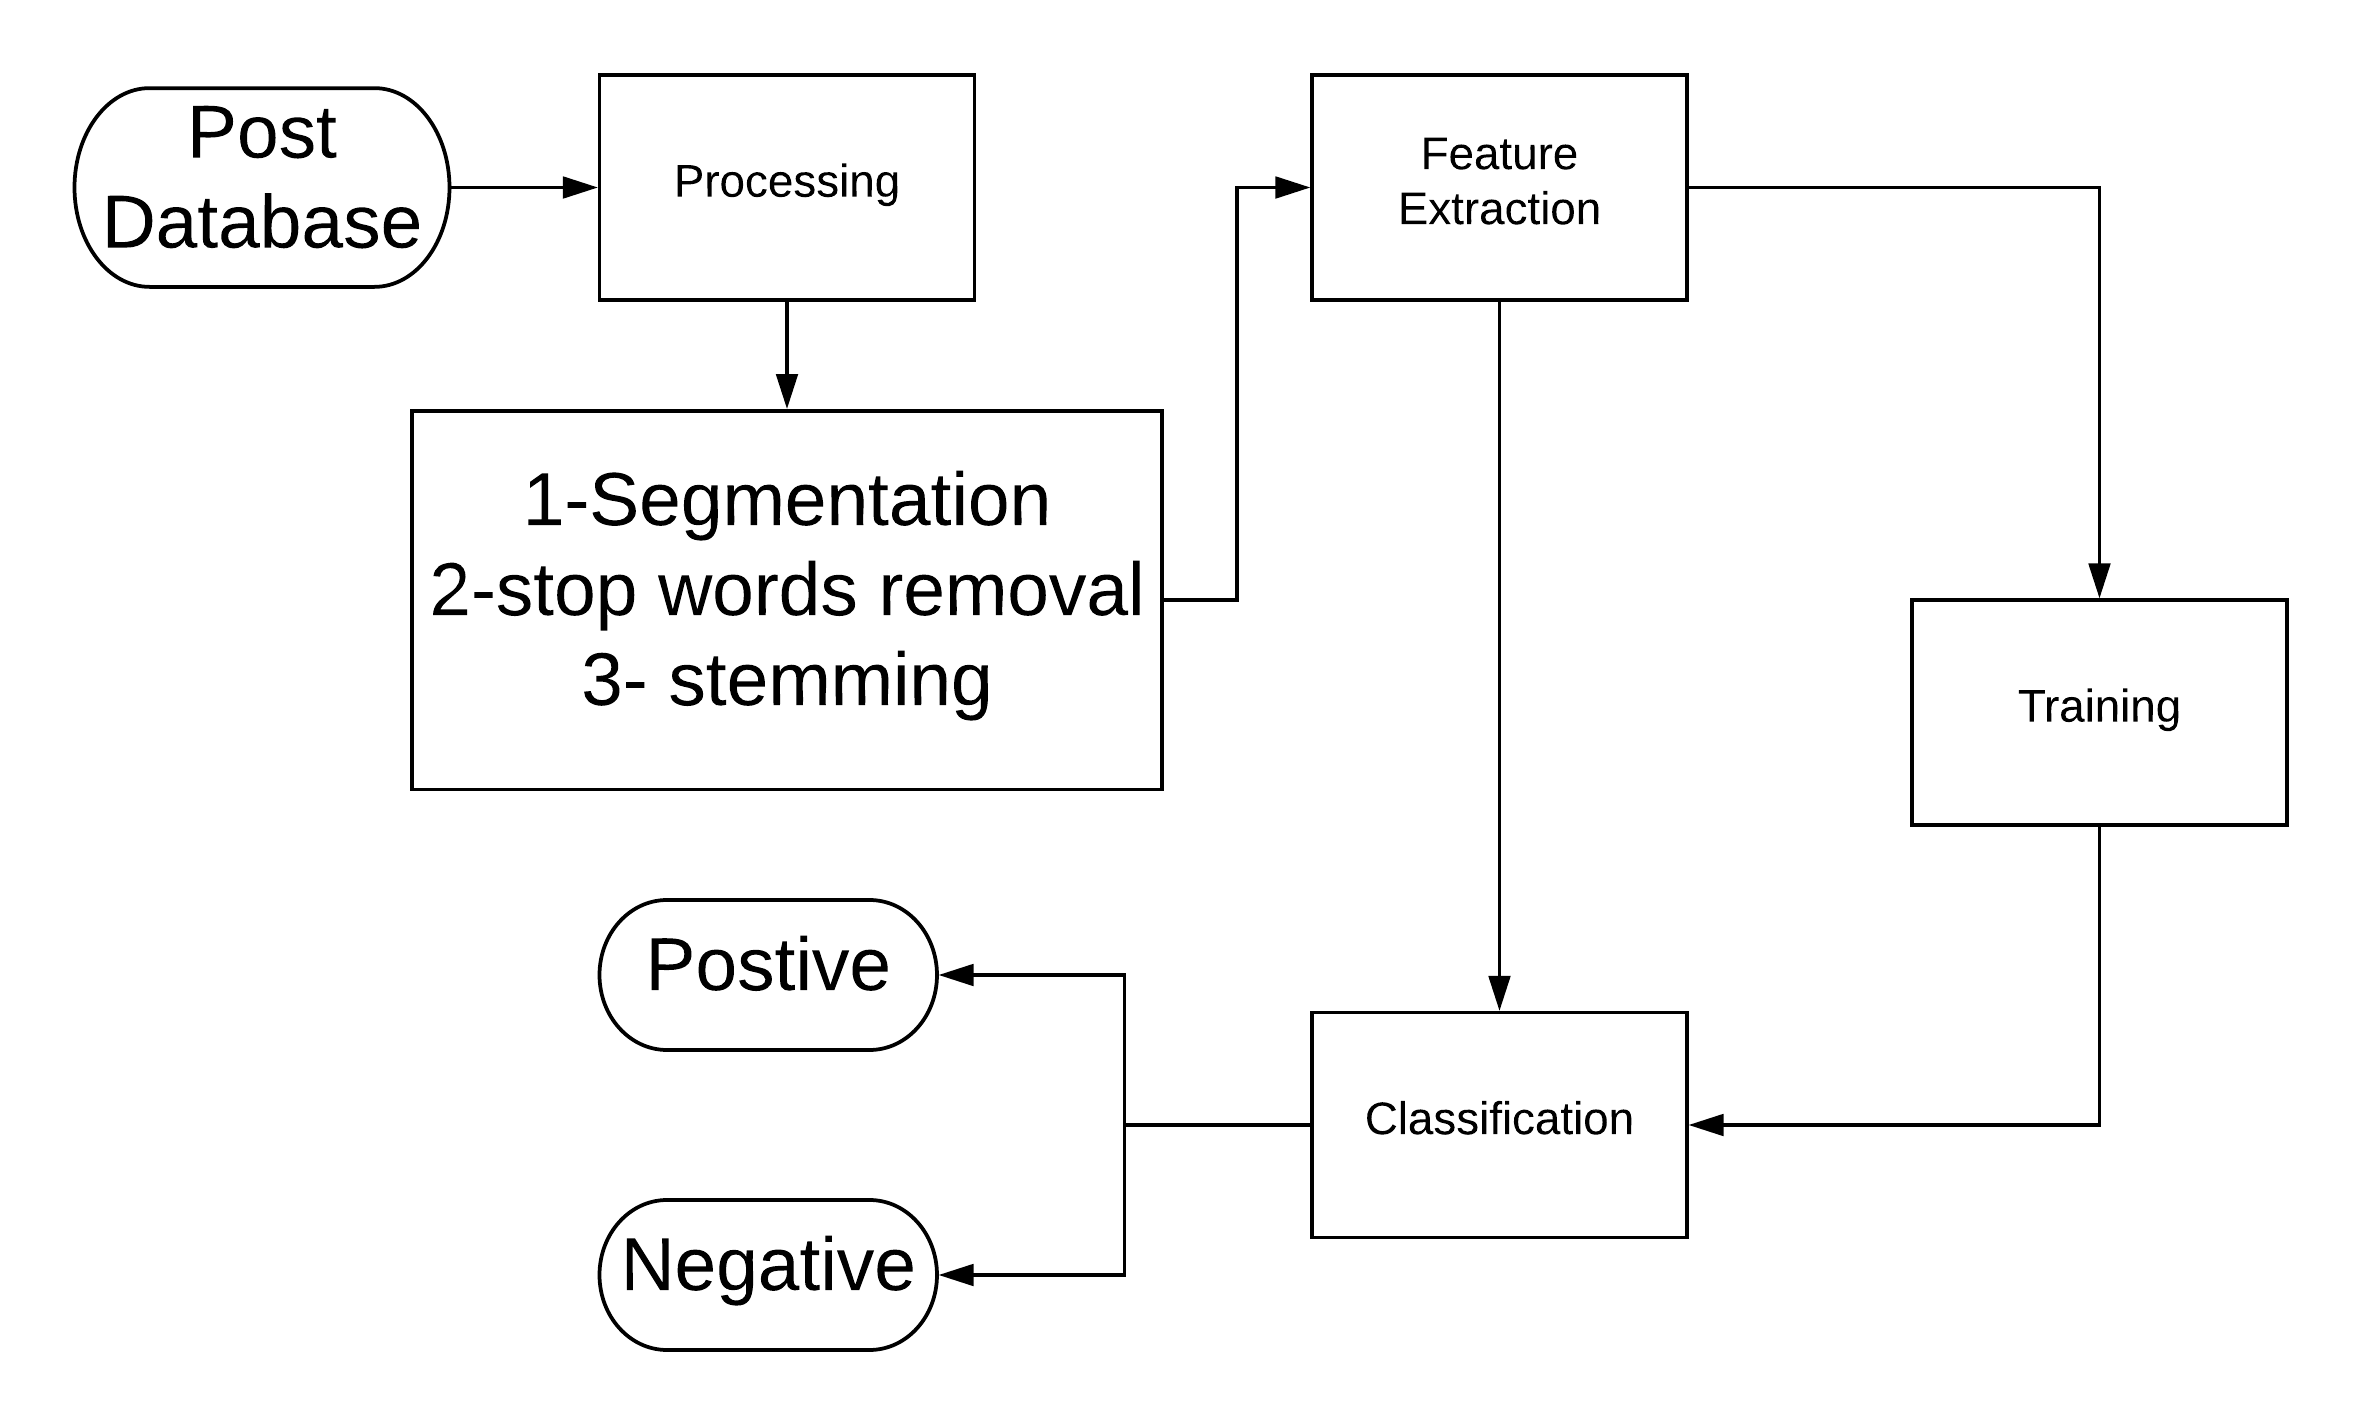 Post
Database
Processing
1-Segmentation
2-stop words removal
3- stemming
Feature
Extraction
Training
Classification
Postive
Negative